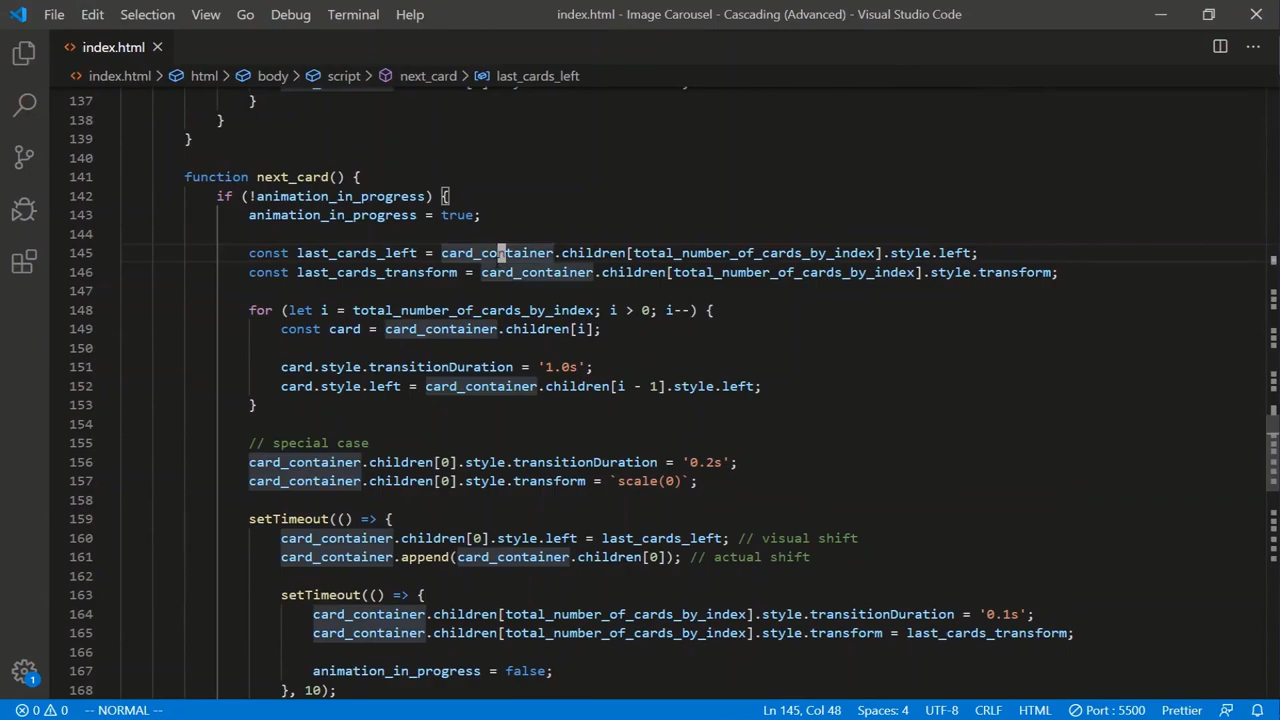 File Edit Selection View Go Debug Terminal Help index.html - Image Carousel - Cascading (Advanced) - Visual Studio Code
index.html
index.html > html > body > script > next_card > last_cards_left
137 }
138 }
139 }
140
141 function next_card() {
142 if (!animation_in_progress) {
143 animation_in_progress = true;
144
145 const last_cards_left = card_container.children[total_number_of_cards_by_index].style.left;
146 const last_cards_transform = card_container.children[total_number_of_cards_by_index].style.transform;
147
148 for (let i = total_number_of_cards_by_index; i > 0; i--) {
149 const card = card_container.children[i];
150
151 card.style.transitionDuration = '1.0s';
152 card.style.left = card_container.children[i - 1].style.left;
153 }
154
155 // special case
156 card_container.children[0].style.transitionDuration = '0.2s';
157 card_container.children[0].style.transform = `scale(0)`;
158
159 setTimeout(() => {
160 card_container.children[0].style.left = last_cards_left; // visual shift
161 card_container.append(card_container.children[0]); // actual shift
162
163 setTimeout(() => {
164 card_container.children[total_number_of_cards_by_index].style.transitionDuration = '0.1s';
165 card_container.children[total_number_of_cards_by_index].style.transform = last_cards_transform;
166
167 animation_in_progress = false;
168 }, 10);
1
0 0 -- NORMAL -- Ln 145, Col 48 Spaces: 4 UTF-8 CRLF HTML Port : 5500 Prettier